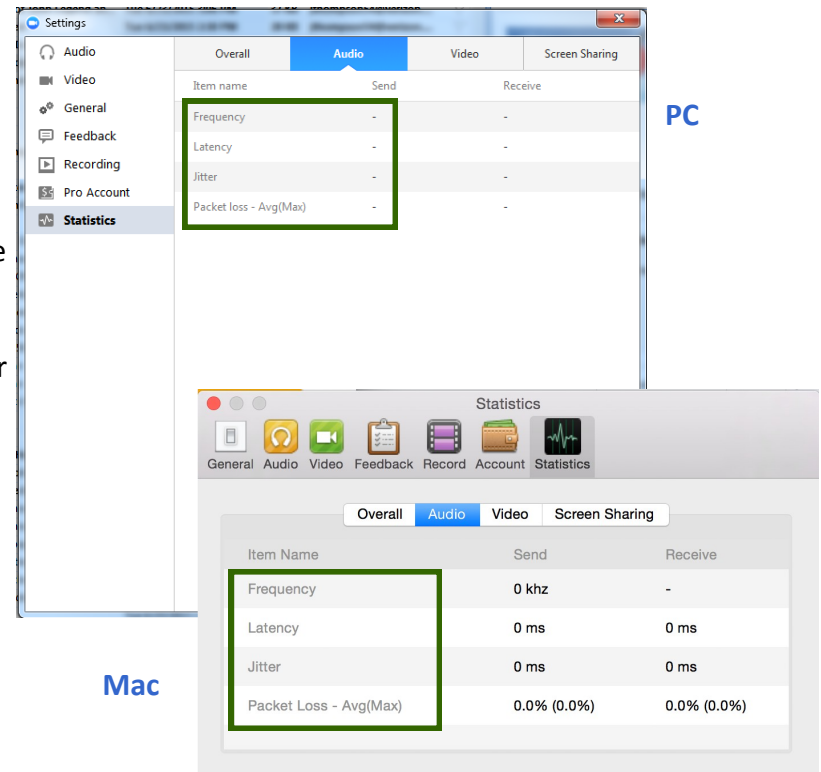 Settings
Audio
Video
General
Feedback
Recording
Pro Account
Statistics
Overall Audio Video Screen Sharing
Item name Send Receive
Frequency - -
Latency - -
Jitter - -
Packet loss - Avg(Max) - -
PC
e
r
Statistics
General Audio Video Feedback Record Account Statistics
Overall Audio Video Screen Sharing
Item Name Send Receive
Frequency 0 khz -
Latency 0 ms 0 ms
Jitter 0 ms 0 ms
Packet Loss - Avg(Max) 0.0% (0.0%) 0.0% (0.0%)
Mac